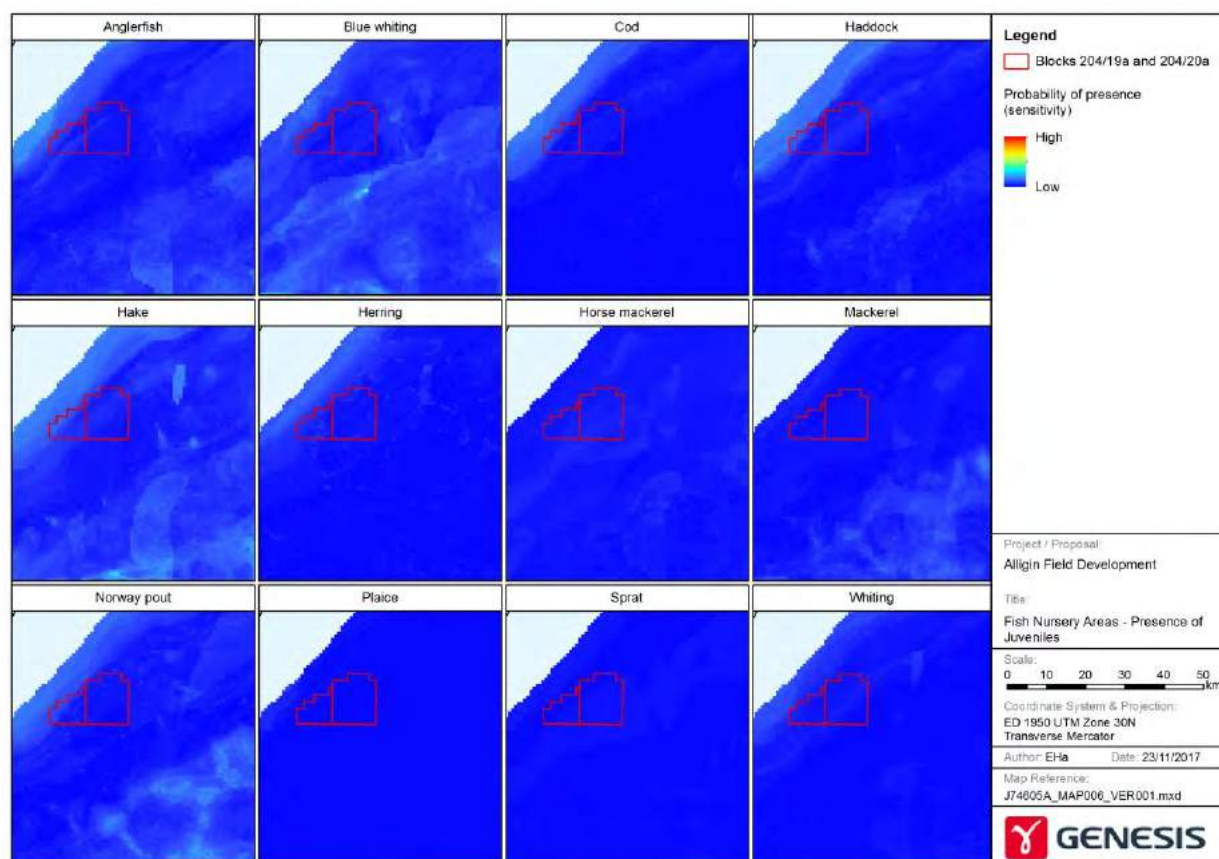 Anglerfish
Blue whiting
Cod
Haddock
Hake
Herring
Horse mackerel
Mackerel
Norway pout
Plaice
Sprat
Whiting
Legend
Blocks 204/19a and 204/20a
Probability of presence
(sensitivity)
High
Low
Project / Proposal:
Alligin Field Development
Title:
Fish Nursery Areas - Presence of
Juveniles
Scale:
0 10 20 30 40 50
km
Coordinate System & Projection:
ED 1950 UTM Zone 30N
Transverse Mercator
Author: EHa Date: 23/11/2017
Map Reference:
J74605A_MAP006_VER001.mxd
GENESIS